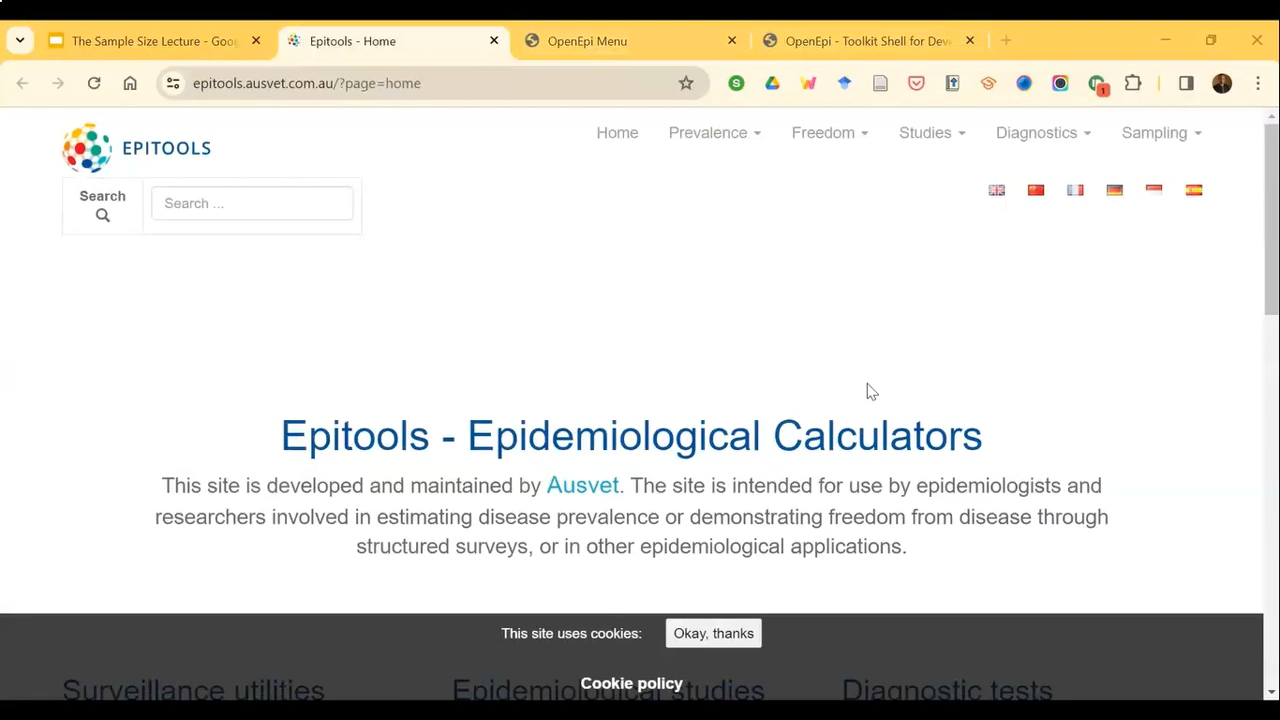 The Sample Size Lecture - Goo
Epitools - Home
OpenEpi Menu
OpenEpi - Toolkit Shell for Dev
epitools.ausvet.com.au/?page=home
S
1
EPITOOLS
Home
Prevalence
Freedom
Studies
Diagnostics
Sampling
Search
Search ...
Epitools - Epidemiological Calculators
This site is developed and maintained by Ausvet. The site is intended for use by epidemiologists and
researchers involved in estimating disease prevalence or demonstrating freedom from disease through
structured surveys, or in other epidemiological applications.
This site uses cookies:
Okay, thanks
Surveillance utilities
Epidemiological studies
Diagnostic tests
Cookie policy